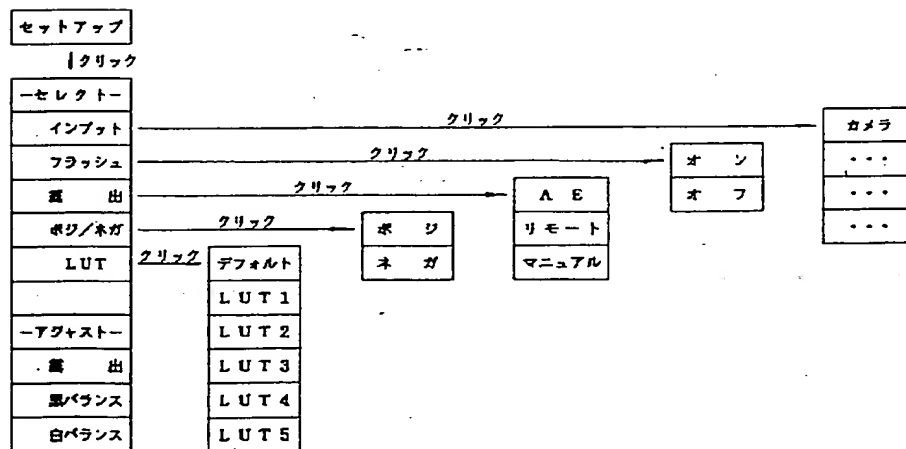 セットアップ
クリック
−セレクト−
インプット クリック カメラ
フラッシュ クリック オン ・・・
露出 クリック AE オフ ・・・
ポジ/ネガ クリック ポジ リモート ・・・
LUT クリック デフォルト ネガ マニュアル
LUT1
−アジャスト− LUT2
露出 LUT3
黒バランス LUT4
白バランス LUT5